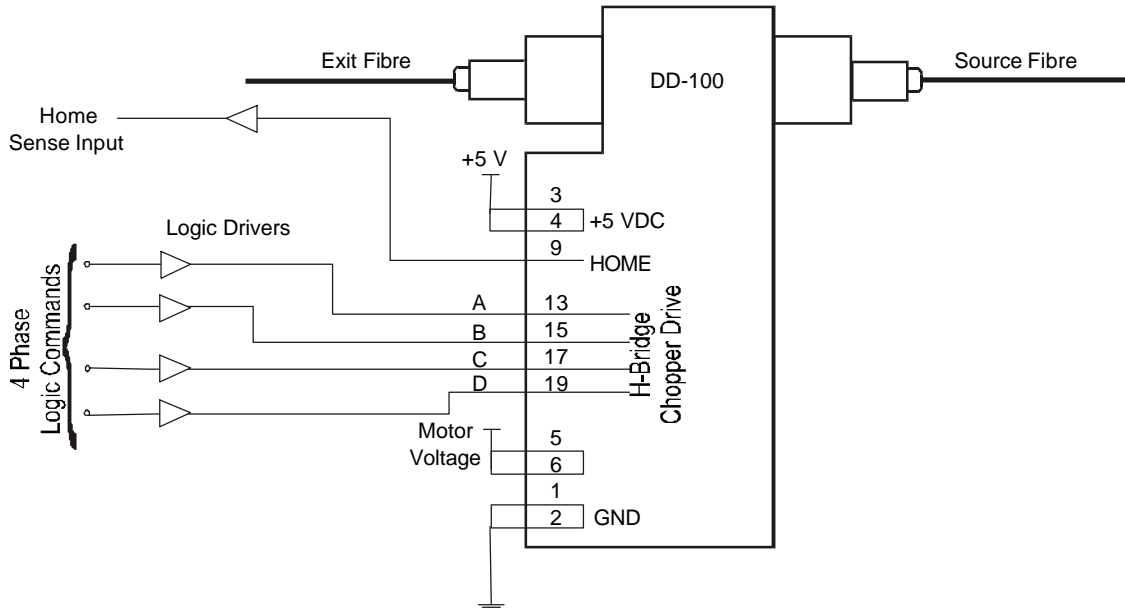 Exit Fibre
DD-100
Source Fibre
Home
Sense Input
+5 V
3
4
+5 VDC
9
HOME
Logic Drivers
4 Phase
Logic Commands
A
13
B
15
C
17
D
19
H-Bridge
Chopper Drive
Motor
Voltage
5
6
1
2
GND